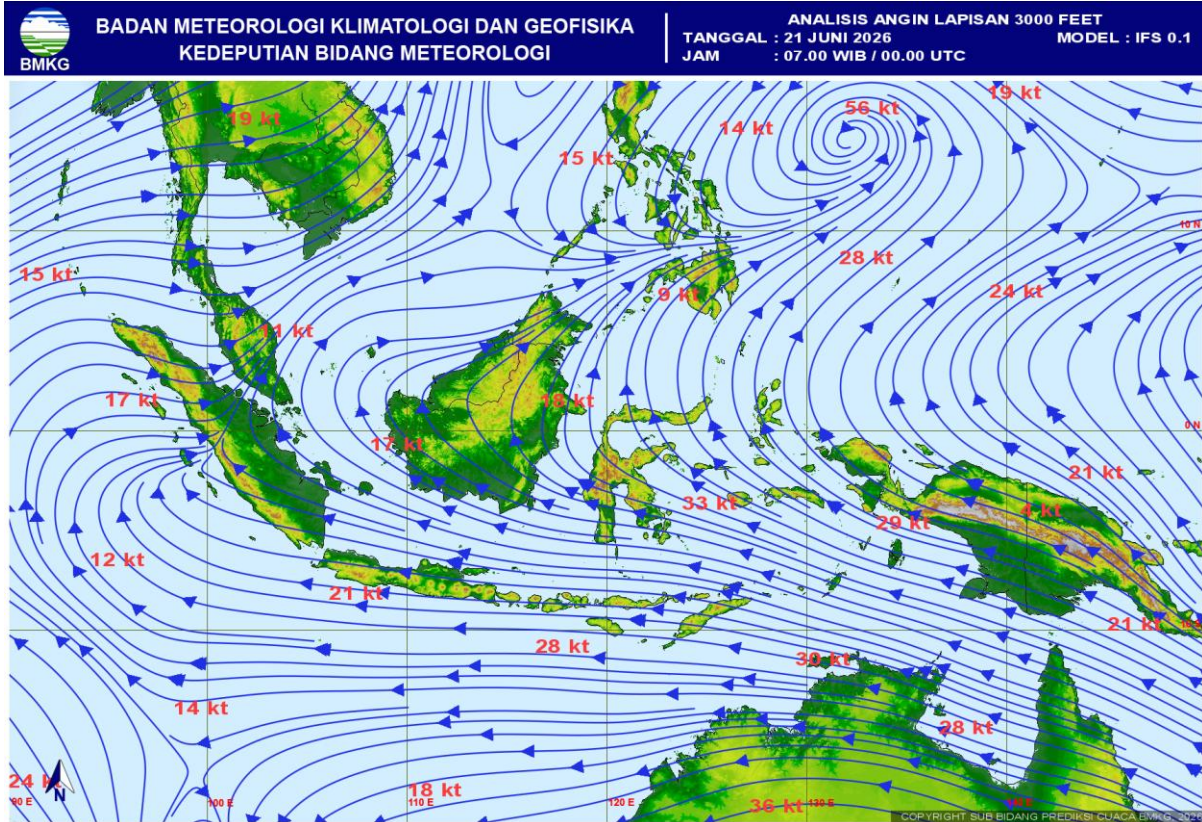 BMKG
BADAN METEOROLOGI KLIMATOLOGI DAN GEOFISIKA
KEDEPUTIAN BIDANG METEOROLOGI
ANALISIS ANGIN LAPISAN 3000 FEET
TANGGAL : 21 JUNI 2026 MODEL : IFS 0.1
JAM : 07.00 WIB / 00.00 UTC
19 kt
56 kt
19 kt
14 kt
15 kt
10 N
28 kt
15 kt
24 kt
9 kt
11 kt
17 kt
18 kt
0 N
17 kt
21 kt
33 kt
4 kt
29 kt
12 kt
21 kt
21 kt
28 kt
30 kt
14 kt
28 kt
24 kt
18 kt
N
90 E
100 E
110 E
120 E
130 E
36 kt
COPYRIGHT SUB BIDANG PREDIKSI CUACA BMKG,